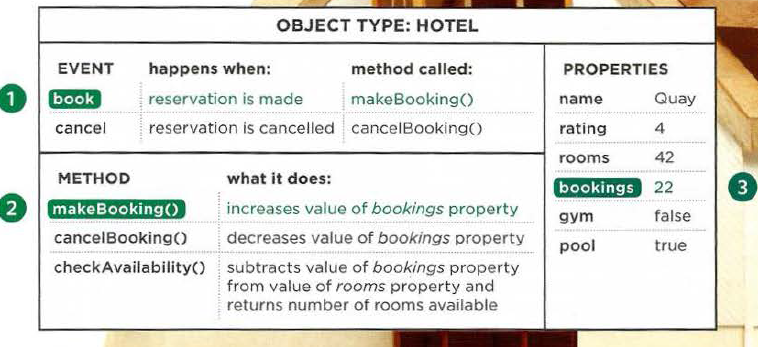 OBJECT TYPE: HOTEL
EVENT happens when: method called:
1 book reservation is made makeBooking()
cancel reservation is cancelled cancelBooking()
METHOD what it does:
2 makeBooking() increases value of bookings property
cancelBooking() decreases value of bookings property
checkAvailability() subtracts value of bookings property
from value of rooms property and
returns number of rooms available
PROPERTIES
name Quay
rating 4
rooms 42
bookings 22 3
gym false
pool true